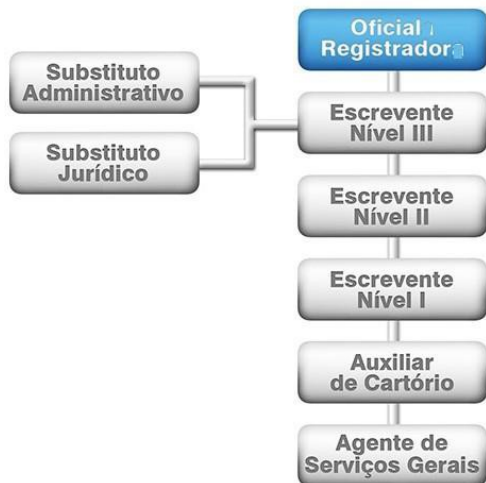 Oficial
Registradora
Substituto
Administrativo
Escrevente
Nível III
Substituto
Jurídico
Escrevente
Nível II
Escrevente
Nível I
Auxiliar
de Cartório
Agente de
Serviços Gerais